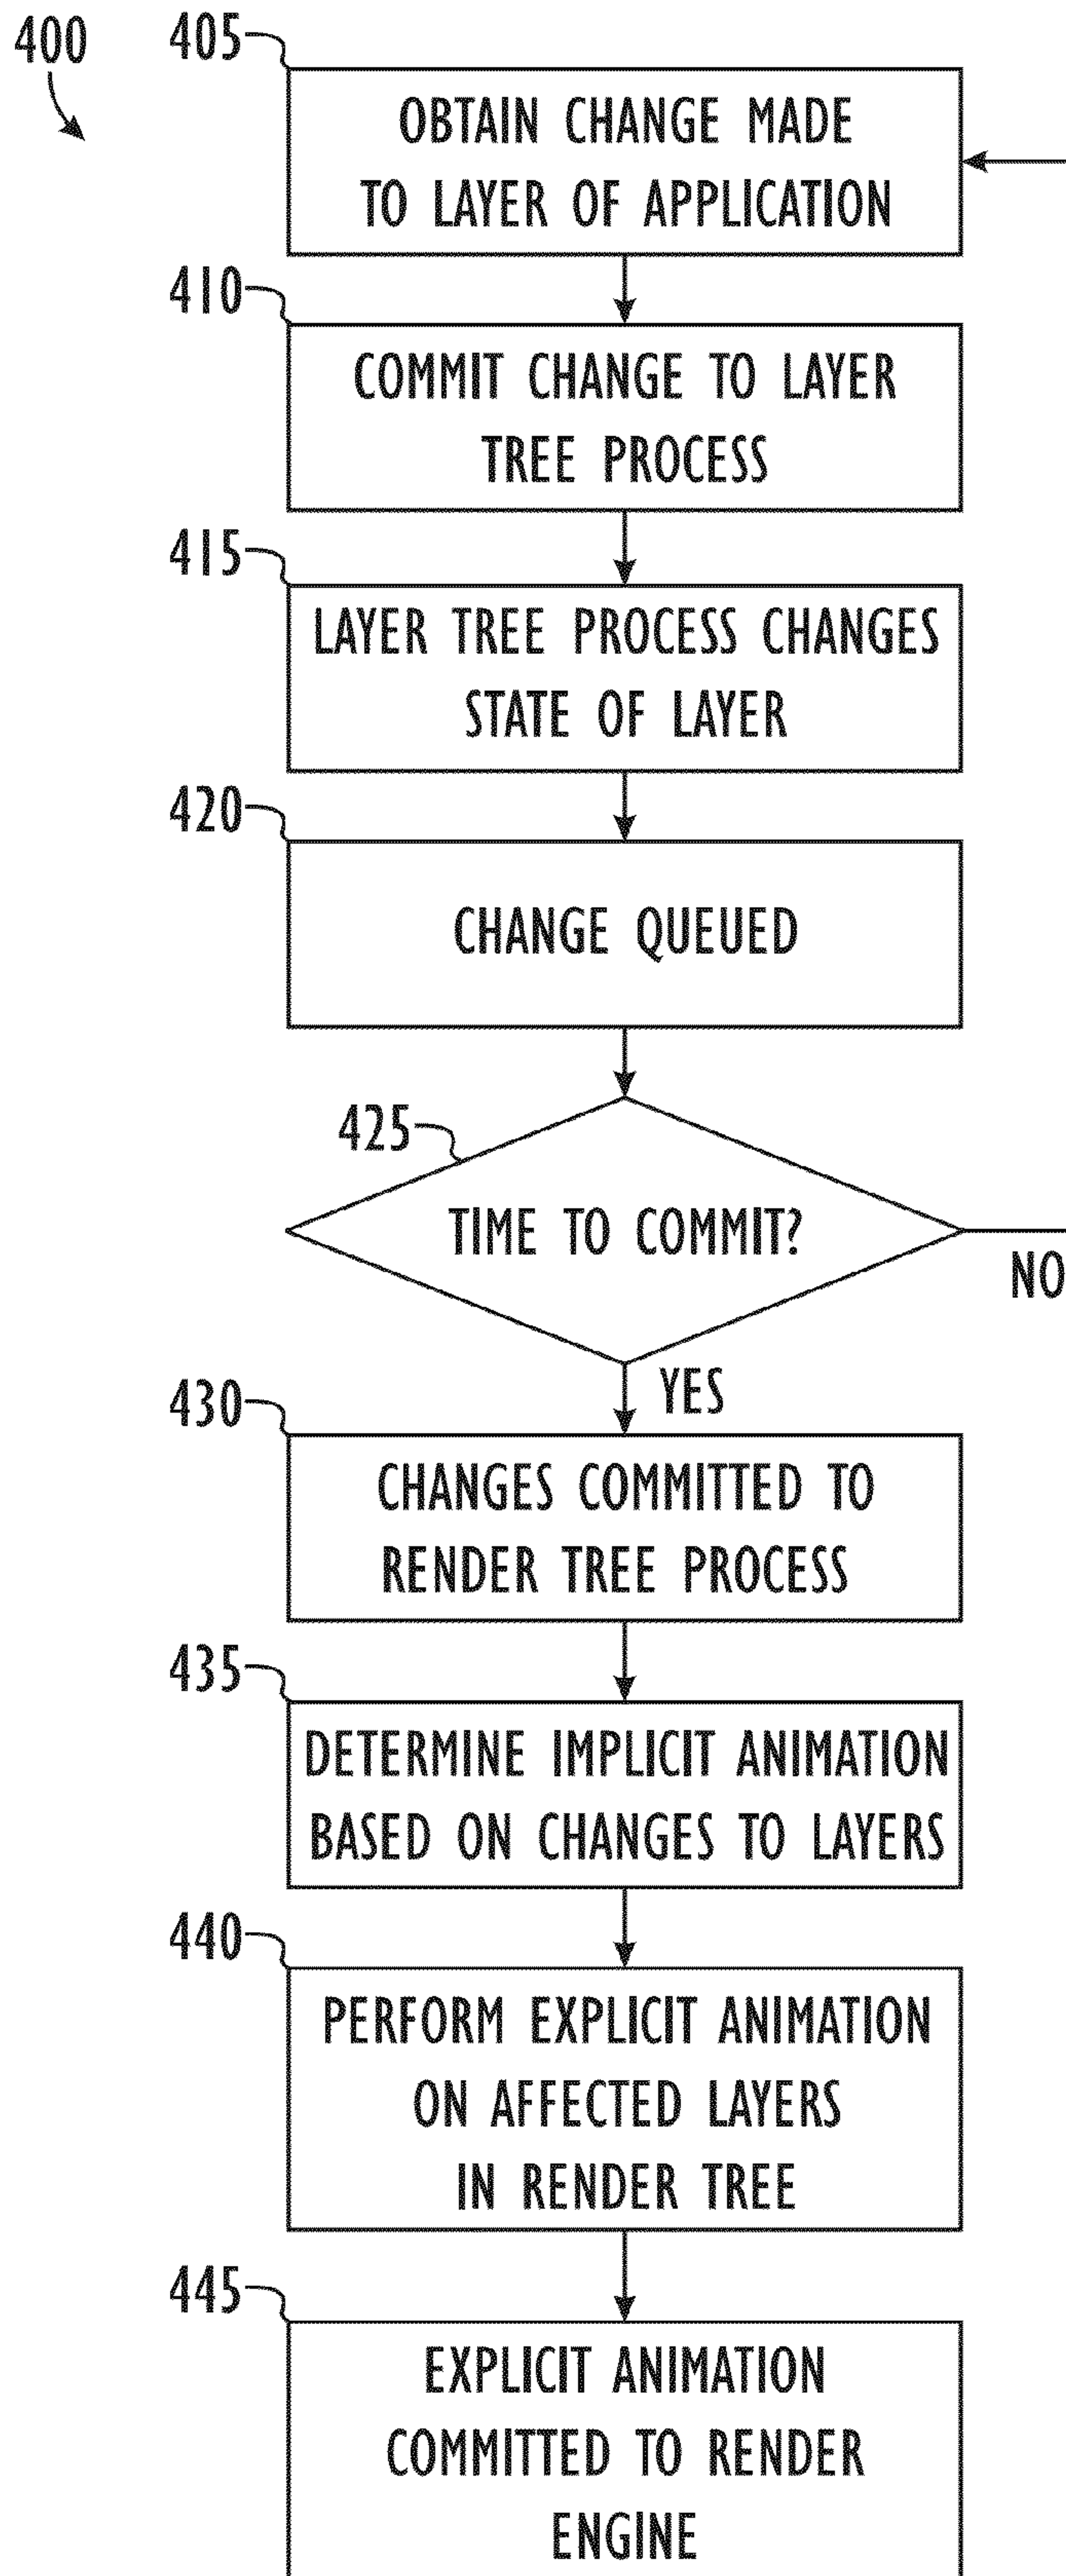 400
405
OBTAIN CHANGE MADE
TO LAYER OF APPLICATION
410
COMMIT CHANGE TO LAYER
TREE PROCESS
415
LAYER TREE PROCESS CHANGES
STATE OF LAYER
420
CHANGE QUEUED
425
TIME TO COMMIT?
NO
YES
430
CHANGES COMMITTED TO
RENDER TREE PROCESS
435
DETERMINE IMPLICIT ANIMATION
BASED ON CHANGES TO LAYERS
440
PERFORM EXPLICIT ANIMATION
ON AFFECTED LAYERS
IN RENDER TREE
445
EXPLICIT ANIMATION
COMMITTED TO RENDER
ENGINE